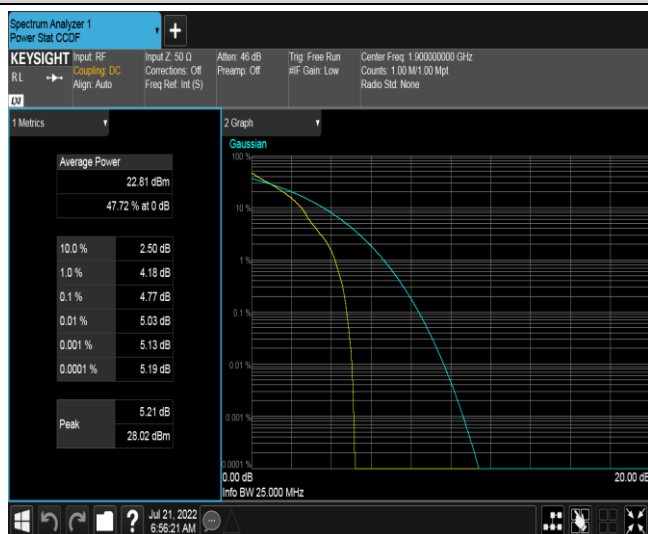 Spectrum Analyzer 1
Power Stat CCDF
KEYSIGHT
RL
LXI
Input: RF
Coupling: DC
Align: Auto
Input Z: 50 Ω
Corrections: Off
Freq Ref: Int (S)
Atten: 46 dB
Preamp: Off
Trig: Free Run
#IF Gain: Low
Center Freq: 1.900000000 GHz
Counts: 1.00 M/1.00 Mpt
Radio Std: None
1 Metrics
Average Power
22.81 dBm
47.72 % at 0 dB
10.0 % 2.50 dB
1.0 % 4.18 dB
0.1 % 4.77 dB
0.01 % 5.03 dB
0.001 % 5.13 dB
0.0001 % 5.19 dB
Peak
5.21 dB
28.02 dBm
2 Graph
Gaussian
100 %
10 %
1 %
0.1 %
0.01 %
0.001 %
0.0001 %
0.00 dB 20.00 dB
Info BW 25.000 MHz
Jul 21, 2022
6:56:21 AM